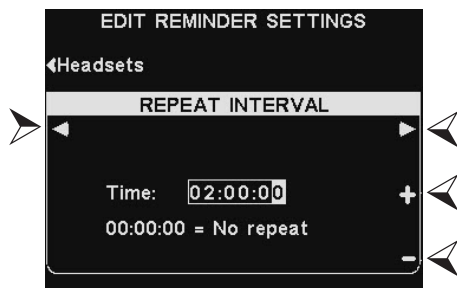 EDIT REMINDER SETTINGS
Headsets
REPEAT INTERVAL
Time: 02:00:00
+
00:00:00 = No repeat
-